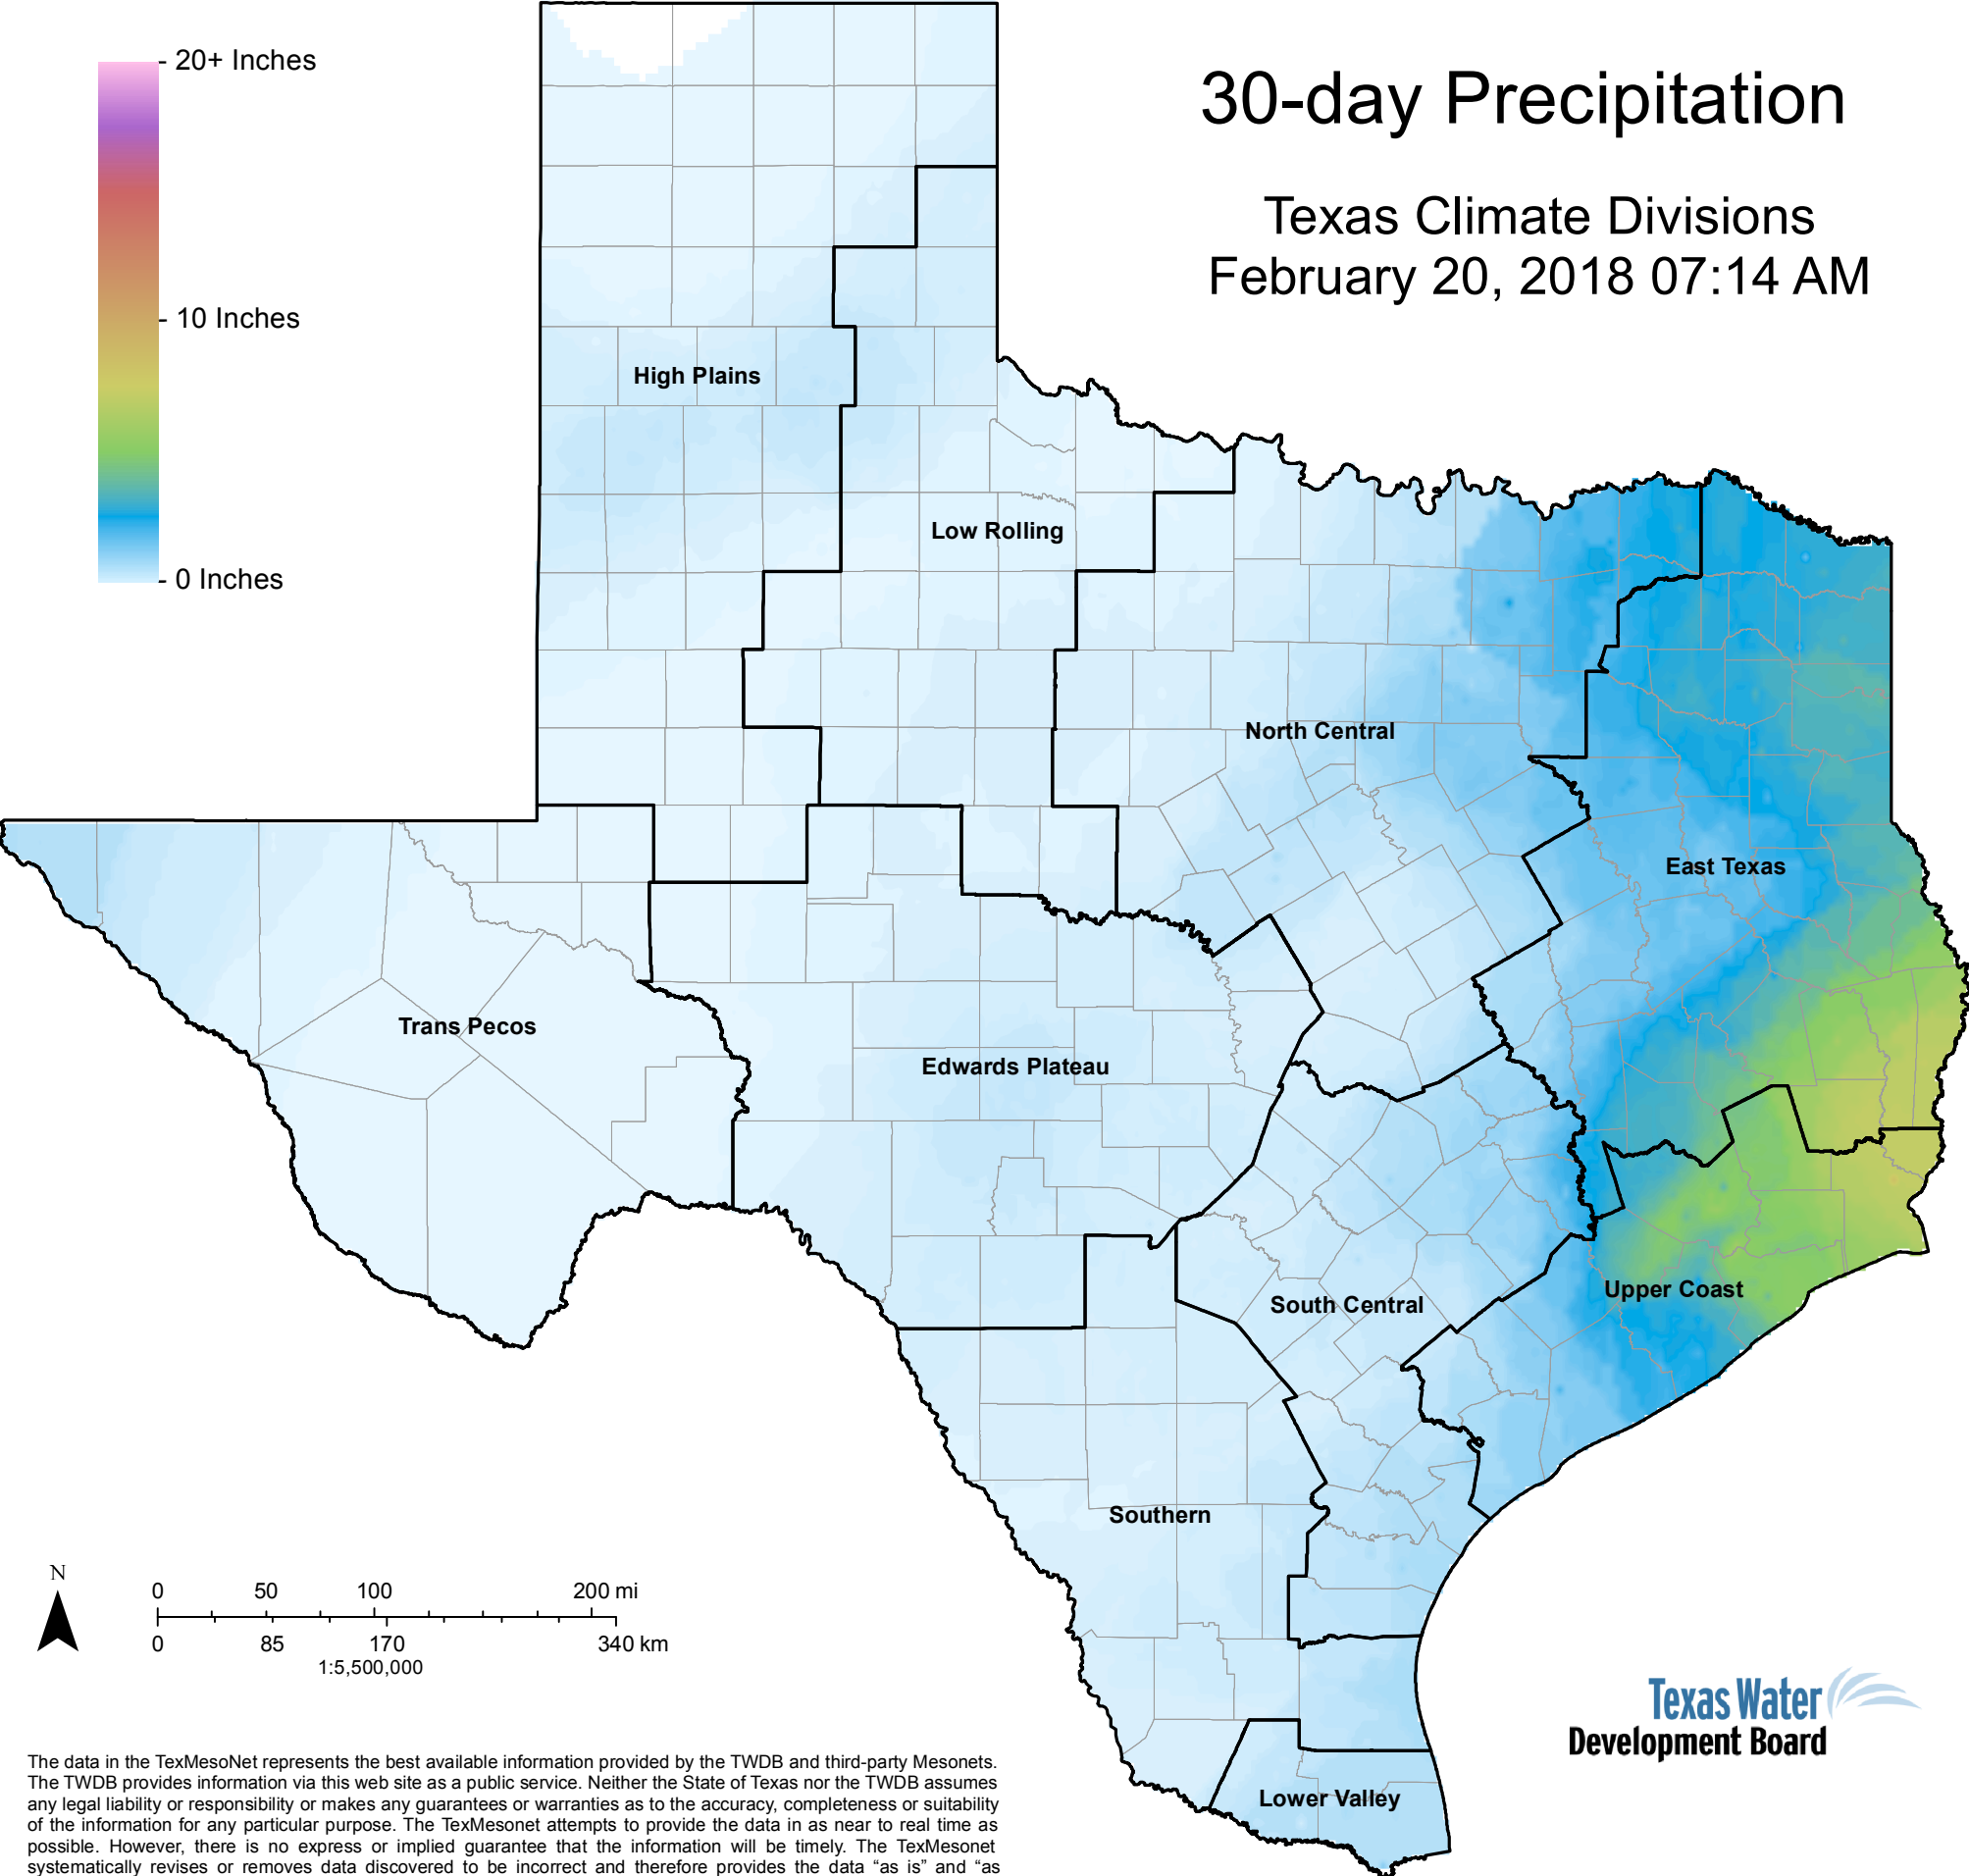 20+ Inches
10 Inches
0 Inches
30-day Precipitation
Texas Climate Divisions
February 20, 2018 07:14 AM
High Plains
Low Rolling
North Central
East Texas
Trans Pecos
Edwards Plateau
Upper Coast
South Central
Southern
Lower Valley
N
0 50 100 200 mi
0 85 170 340 km
1:5,500,000
Texas Water
Development Board
The data in the TexMesoNet represents the best available information provided by the TWDB and third-party Mesonets.
The TWDB provides information via this web site as a public service. Neither the State of Texas nor the TWDB assumes
any legal liability or responsibility or makes any guarantees or warranties as to the accuracy, completeness or suitability
of the information for any particular purpose. The TexMesonet attempts to provide the data in as near to real time as
possible. However, there is no express or implied guarantee that the information will be timely. The TexMesonet
systematically revises or removes data discovered to be incorrect and therefore provides the data “as is” and “as